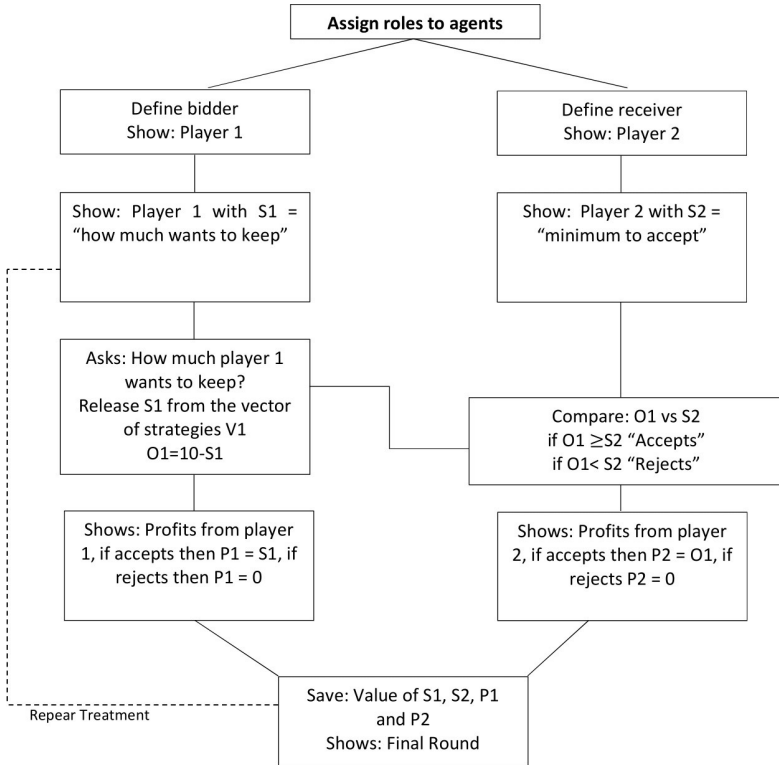 Assign roles to agents
Define bidder
Show: Player 1
Define receiver
Show: Player 2
Show: Player 1 with S1 =
“how much wants to keep”
Show: Player 2 with S2 =
“minimum to accept”
Asks: How much player 1
wants to keep?
Release S1 from the vector
of strategies V1
O1=10-S1
Compare: O1 vs S2
if O1 ≥S2 “Accepts”
if O1< S2 “Rejects”
Shows: Profits from player
1, if accepts then P1 = S1, if
rejects then P1 = 0
Shows: Profits from player
2, if accepts then P2 = O1, if
rejects P2 = 0
Save: Value of S1, S2, P1
and P2
Shows: Final Round
Repear Treatment